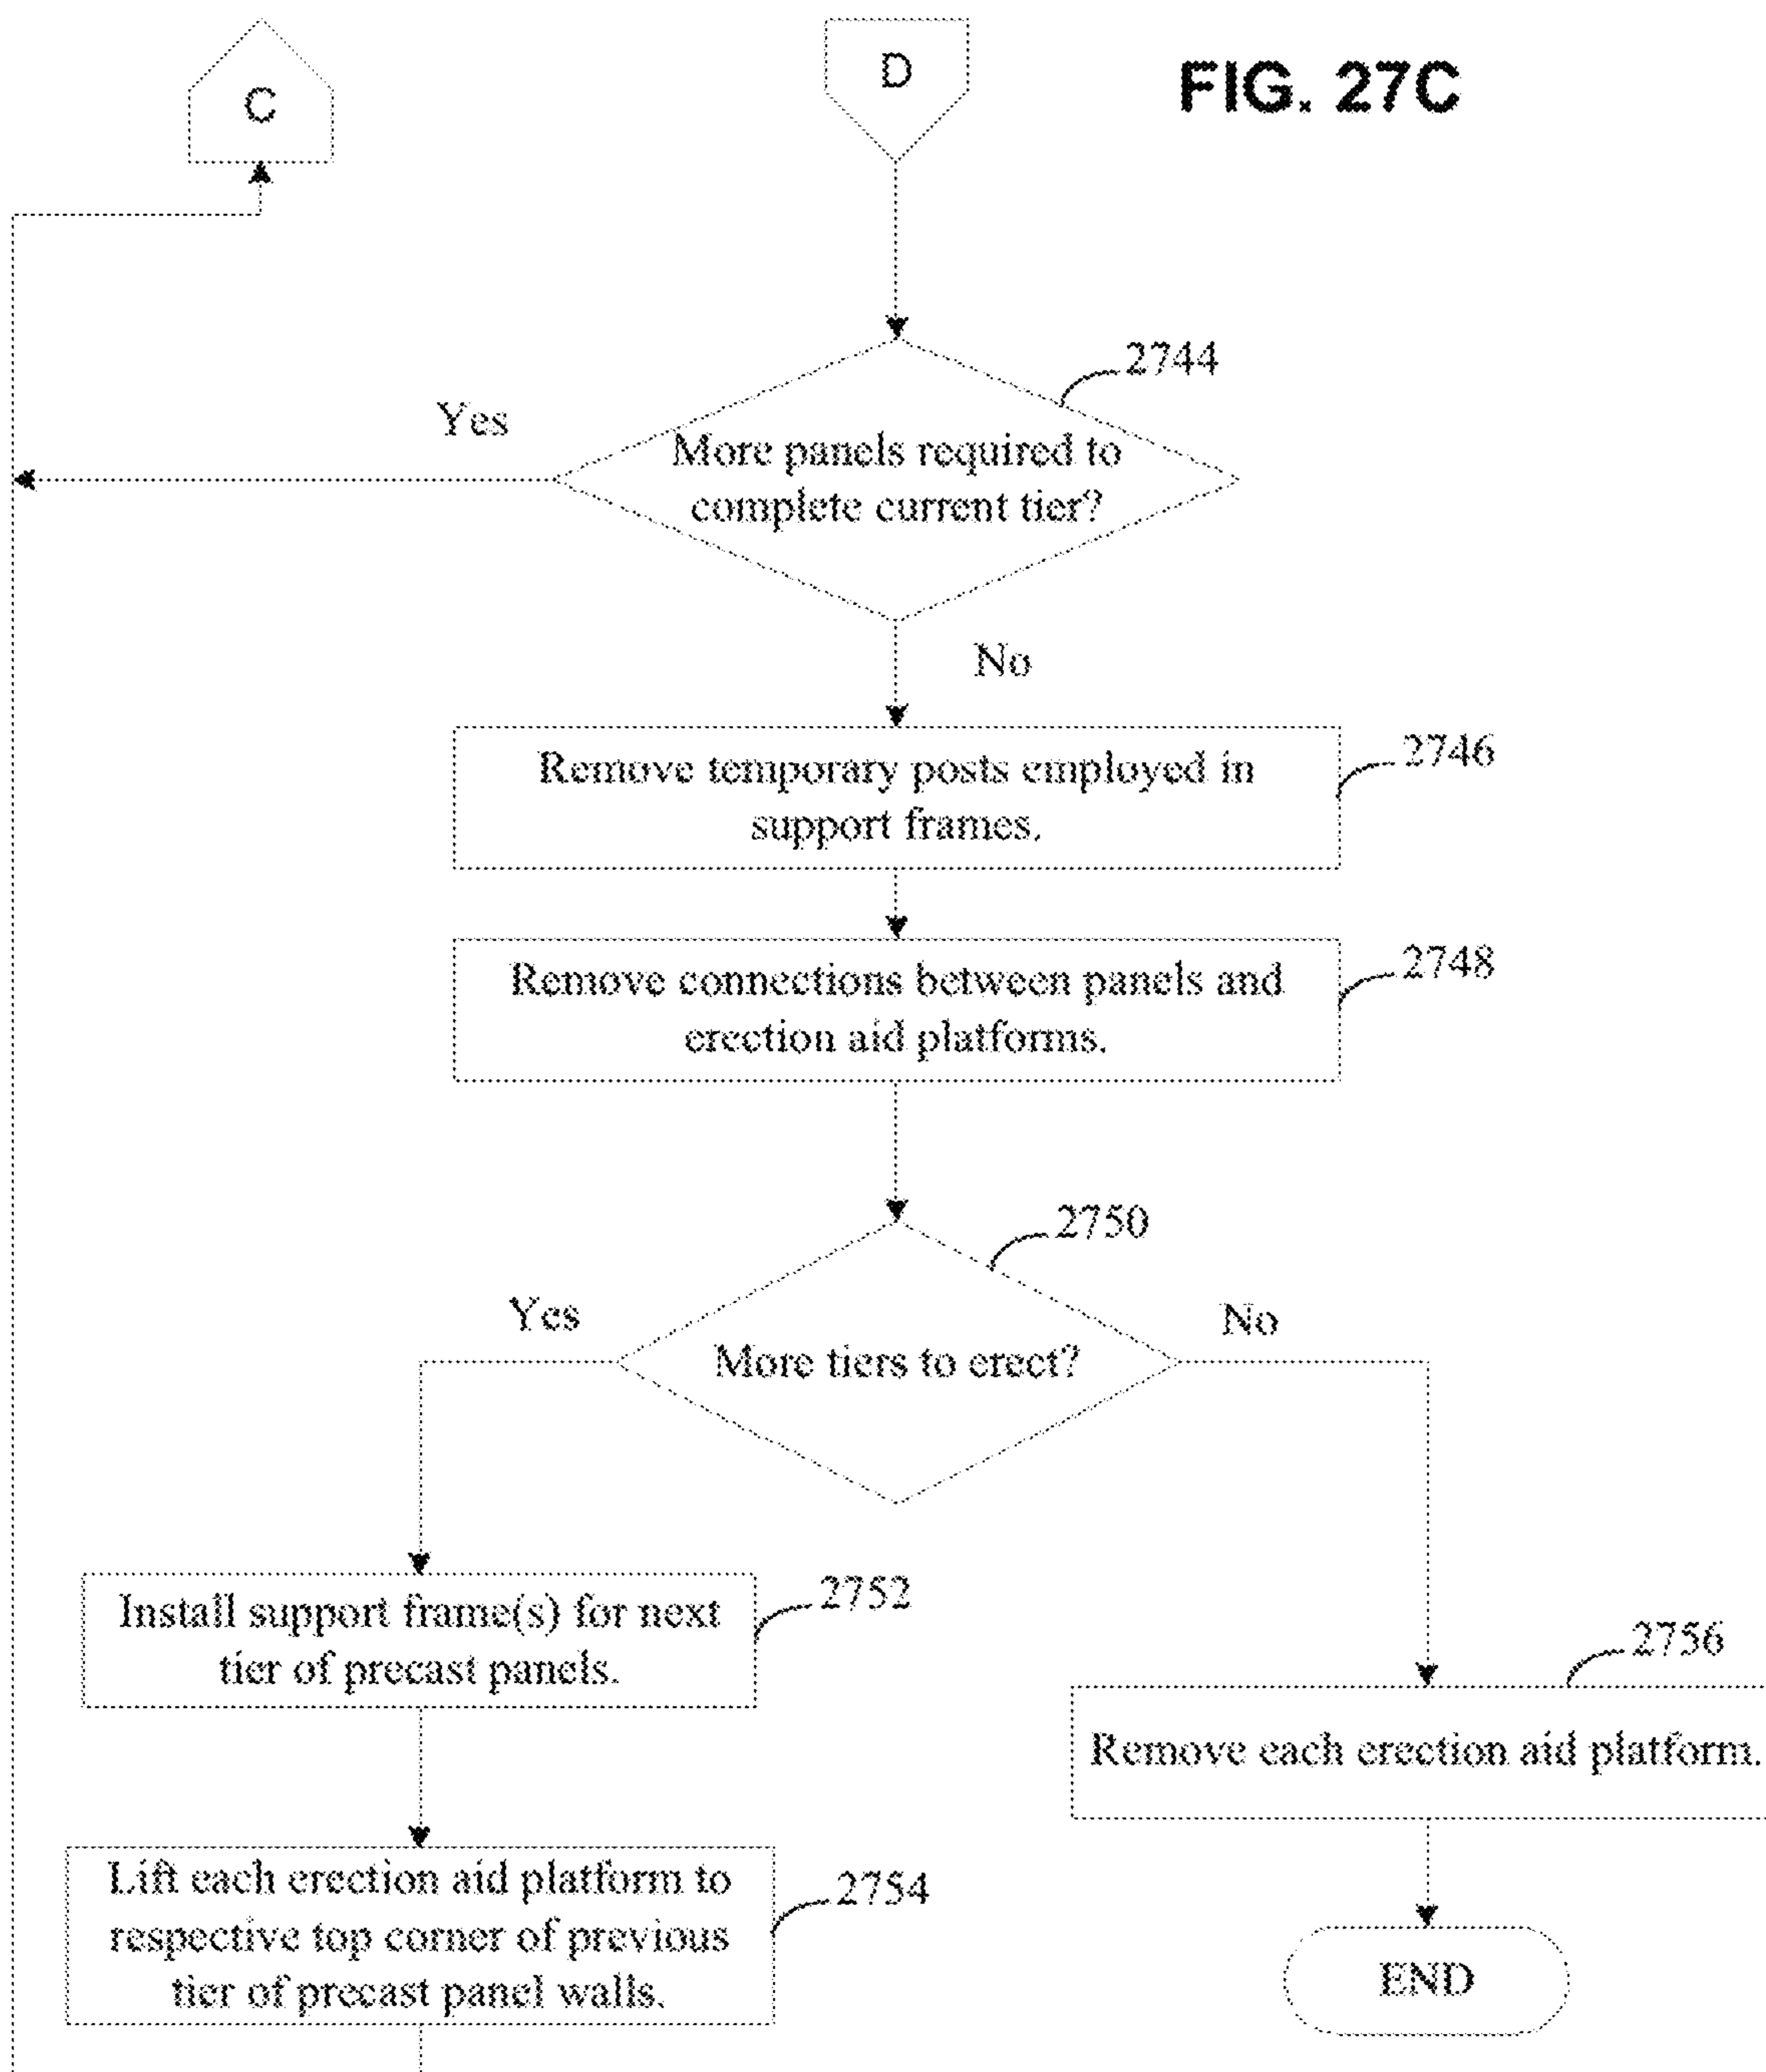 C
D
FIG. 27C
2744
Yes
More panels required to
complete current tier?
No
2746
Remove temporary posts employed in
support frames.
2748
Remove connections between panels and
erection aid platforms.
2750
Yes
No
More tiers to erect?
2752
Install support frame(s) for next
tier of precast panels.
2756
Remove each erection aid platform.
2754
Lift each erection aid platform to
respective top corner of previous
tier of precast panel walls.
END